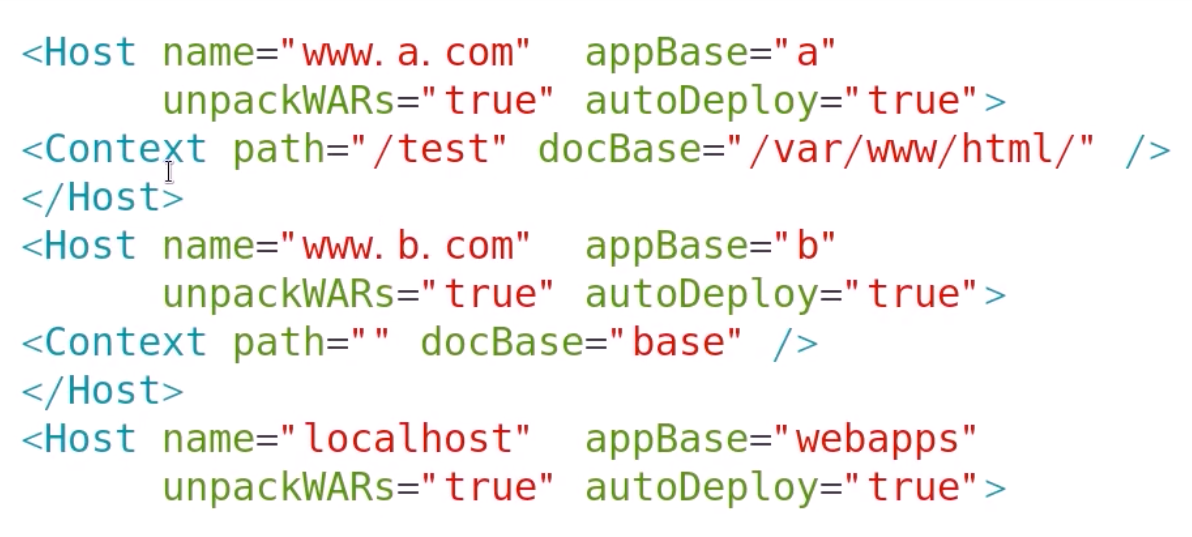 <Host name="www.a.com"  appBase="a"
      unpackWARs="true" autoDeploy="true">
<Context path="/test" docBase="/var/www/html/" />
</Host>
<Host name="www.b.com"  appBase="b"
      unpackWARs="true" autoDeploy="true">
<Context path="" docBase="base" />
</Host>
<Host name="localhost"  appBase="webapps"
      unpackWARs="true" autoDeploy="true">